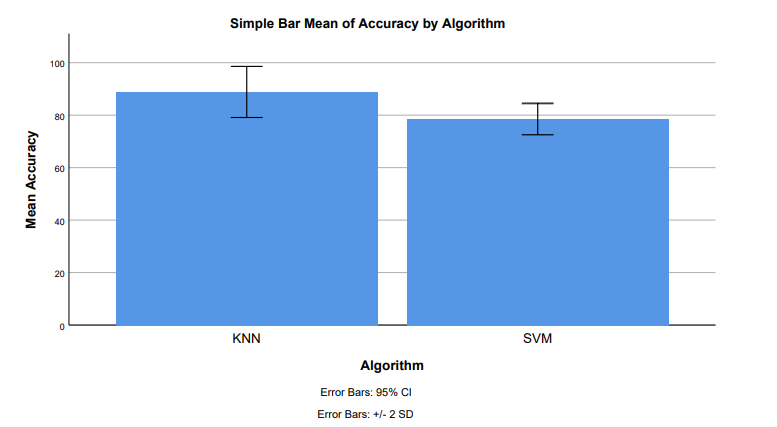 Simple Bar Mean of Accuracy by Algorithm
Mean Accuracy
100
80
60
40
20
0
KNN SVM
Algorithm
Error Bars: 95% CI
Error Bars: +/- 2 SD